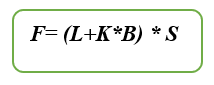 F= (L+K*B) * S